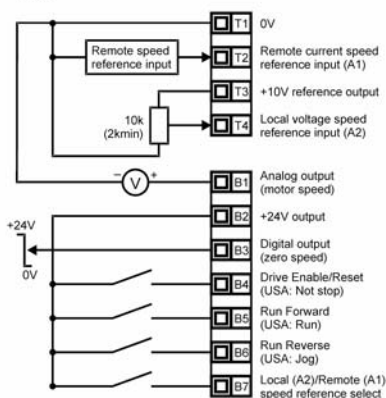 T1 0V
Remote speed
reference input
T2 Remote current speed
reference input (A1)
T3 +10V reference output
10k
(2kmin)
T4 Local voltage speed
reference input (A2)
− V +
B1 Analog output
(motor speed)
B2 +24V output
+24V
0V
B3 Digital output
(zero speed)
B4 Drive Enable/Reset
(USA: Not stop)
B5 Run Forward
(USA: Run)
B6 Run Reverse
(USA: Jog)
B7 Local (A2)/Remote (A1)
speed reference select